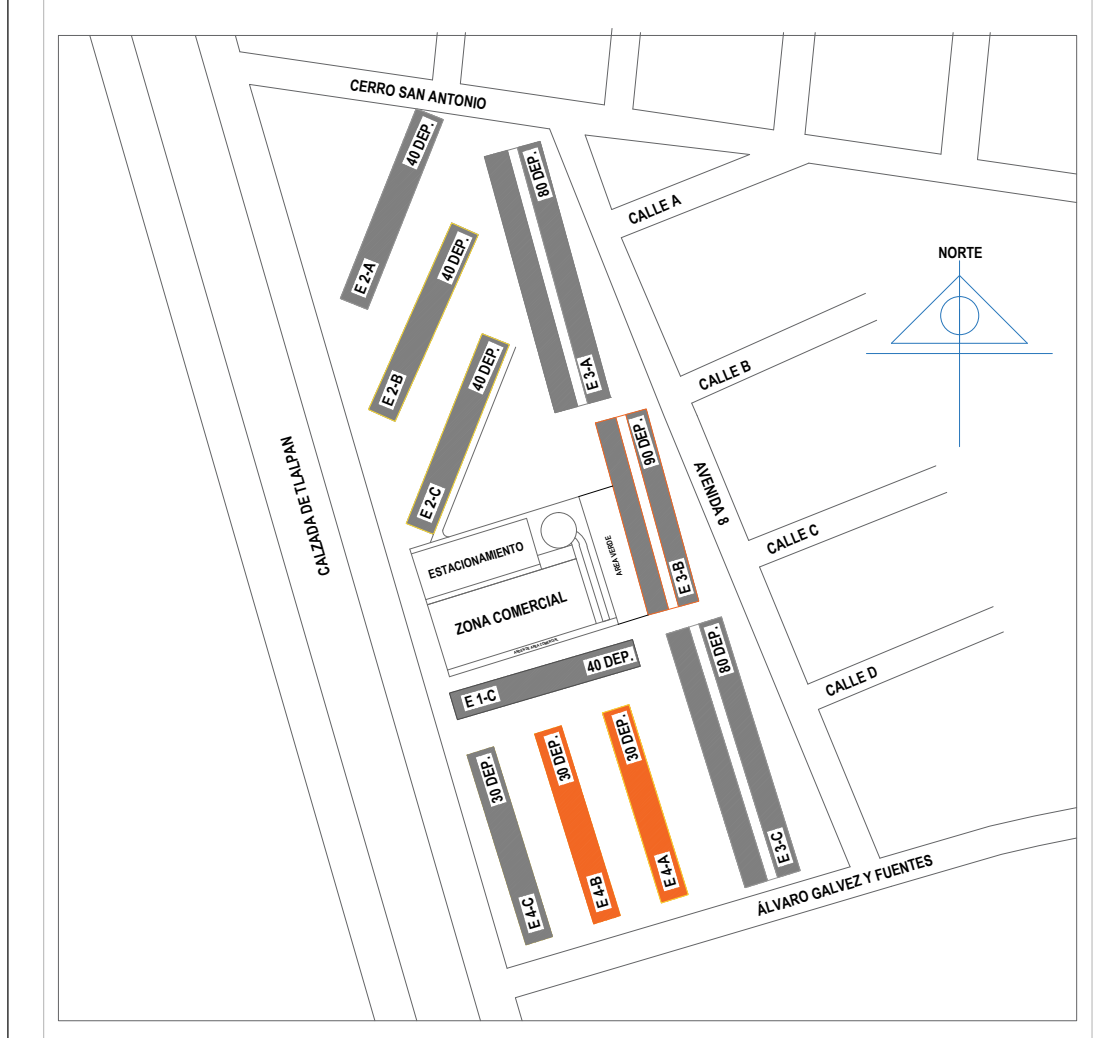 CERRO SAN ANTONIO
40 DEP.
E 2-A
80 DEP.
E 3-A
CALLE A
NORTE
40 DEP.
E 2-B
40 DEP.
E 2-C
CALLE B
90 DEP.
E 3-B
AVENIDA 8
CALZADA DE TLALPAN
CALLE C
ESTACIONAMIENTO
AREA VERDE
ZONA COMERCIAL
40 DEP.
E 1-C
80 DEP.
E 3-C
CALLE D
30 DEP.
E 4-C
30 DEP.
E 4-B
30 DEP.
E 4-A
ÁLVARO GALVEZ Y FUENTES